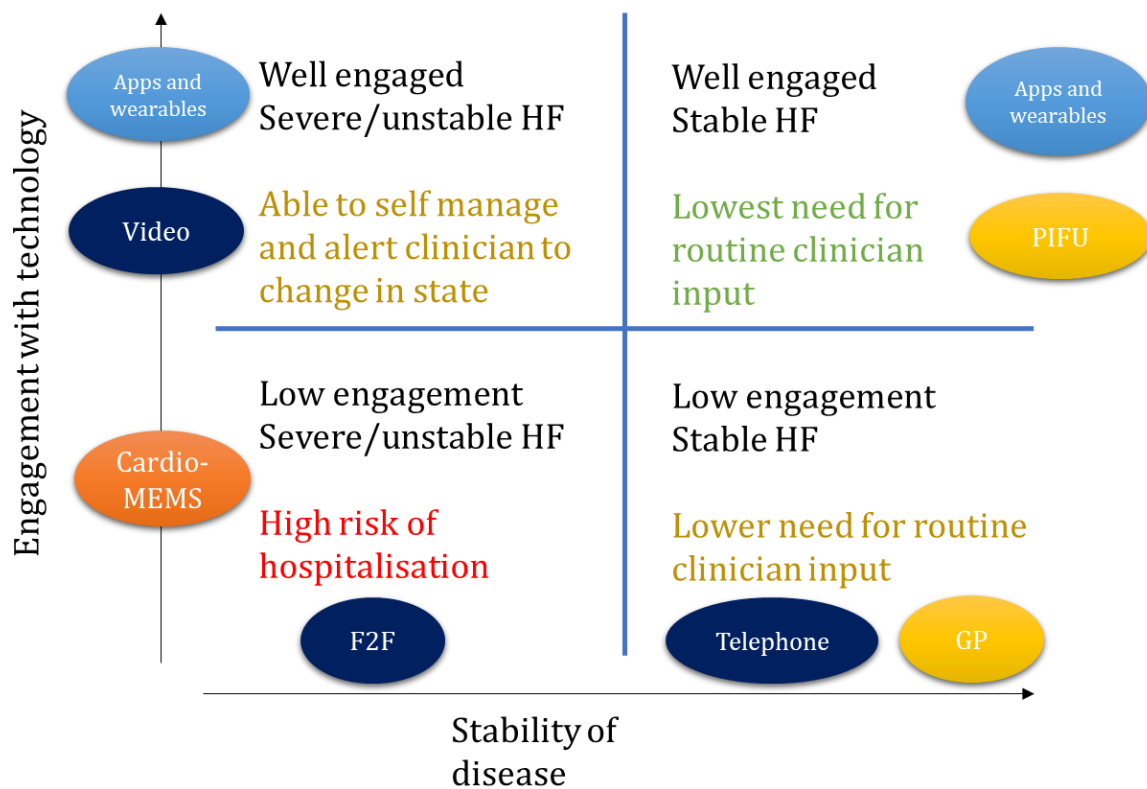 Engagement with technology
Apps and
wearables
Video
Cardio-
MEMS
Well engaged
Severe/unstable HF
Able to self manage
and alert clinician to
change in state
Well engaged
Stable HF
Lowest need for
routine clinician
input
Apps and
wearables
PIFU
Low engagement
Severe/unstable HF
High risk of
hospitalisation
F2F
Low engagement
Stable HF
Lower need for routine
clinician input
Telephone
GP
Stability of
disease